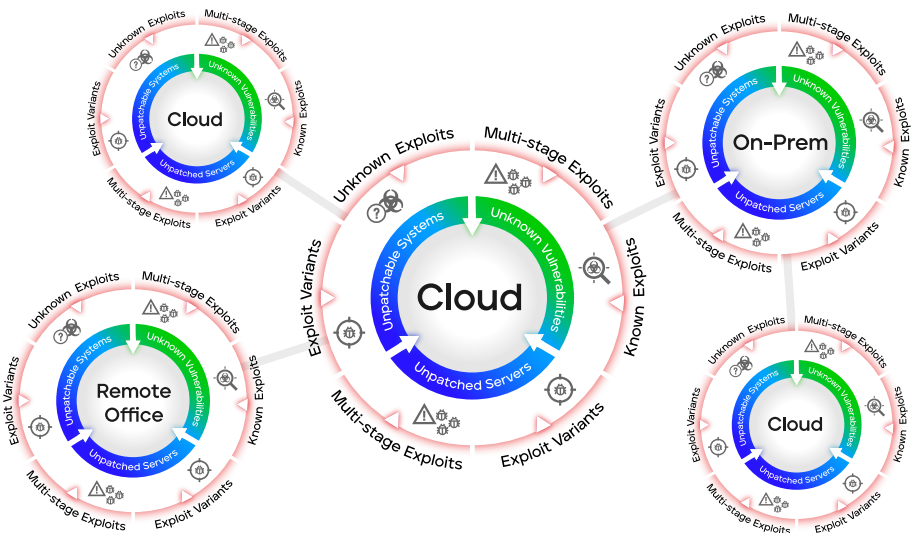 Unknown Exploits
Multi-stage Exploits
Known Exploits
Exploit Variants
Multi-stage Exploits
Exploit Variants
Unpatchable Systems
Unknown Vulnerabilities
Unpatched Servers
Cloud
Unknown Exploits
Multi-stage Exploits
Known Exploits
Exploit Variants
Multi-stage Exploits
Exploit Variants
Unpatchable Systems
Unknown Vulnerabilities
Unpatched Servers
On-Prem
Unknown Exploits
Multi-stage Exploits
Known Exploits
Exploit Variants
Multi-stage Exploits
Exploit Variants
Unpatchable Systems
Unknown Vulnerabilities
Unpatched Servers
Cloud
Unknown Exploits
Multi-stage Exploits
Known Exploits
Exploit Variants
Multi-stage Exploits
Exploit Variants
Unpatchable Systems
Unknown Vulnerabilities
Unpatched Servers
Remote
Office
Unknown Exploits
Multi-stage Exploits
Known Exploits
Exploit Variants
Multi-stage Exploits
Exploit Variants
Unpatchable Systems
Unknown Vulnerabilities
Unpatched Servers
Cloud